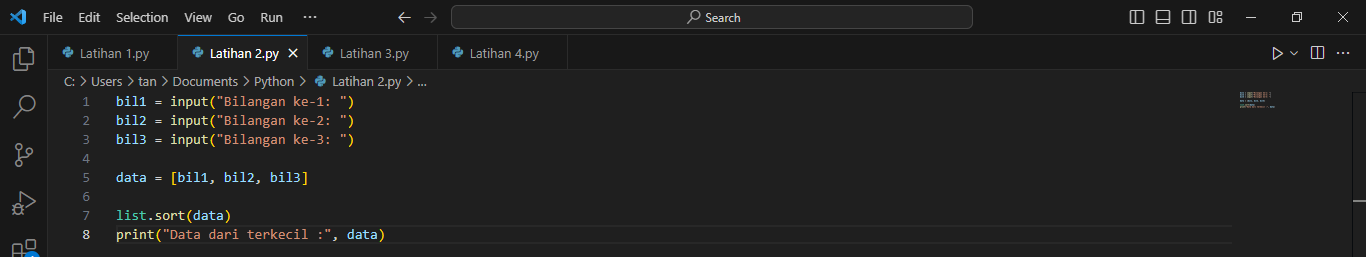 File Edit Selection View Go Run ··· Search
Latihan 1.py Latihan 2.py Latihan 3.py Latihan 4.py
C: > Users > tan > Documents > Python > Latihan 2.py > ...
1 bil1 = input("Bilangan ke-1: ")
2 bil2 = input("Bilangan ke-2: ")
3 bil3 = input("Bilangan ke-3: ")
4
5 data = [bil1, bil2, bil3]
6
7 list.sort(data)
8 print("Data dari terkecil :", data)